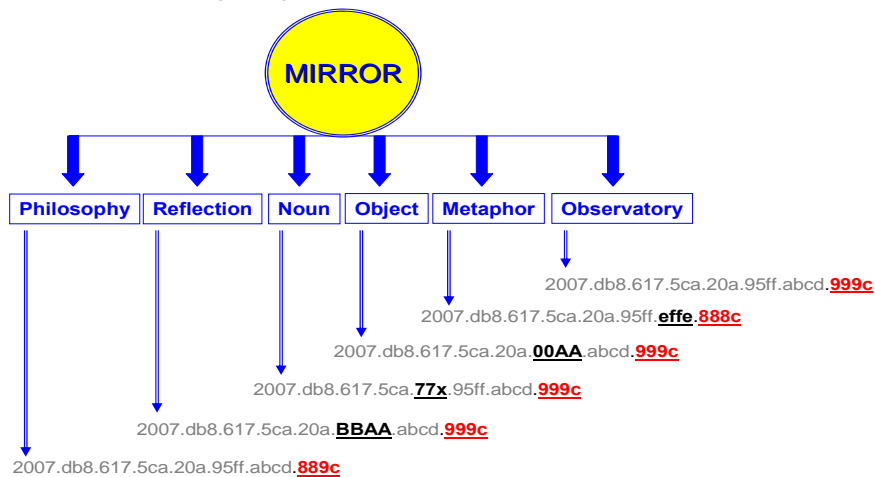 MIRROR
Philosophy Reflection Noun Object Metaphor Observatory
2007.db8.617.5ca.20a.95ff.abcd.999c
2007.db8.617.5ca.20a.95ff.effe.888c
2007.db8.617.5ca.20a.00AA.abcd.999c
2007.db8.617.5ca.77x.95ff.abcd.999c
2007.db8.617.5ca.20a.BBAA.abcd.999c
2007.db8.617.5ca.20a.95ff.abcd.889c